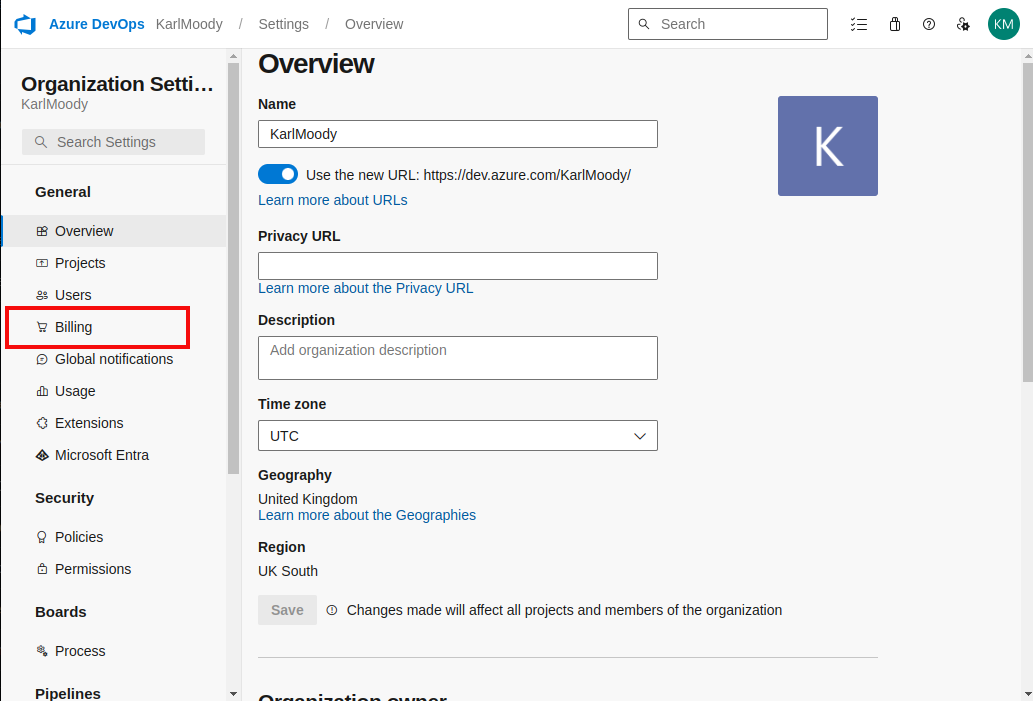 Azure DevOps KarlMoody / Settings / Overview
Search
KM
Organization Setti...
KarlMoody
Search Settings
General
Overview
Projects
Users
Billing
Global notifications
Usage
Extensions
Microsoft Entra
Security
Policies
Permissions
Boards
Process
Pipelines
Overview
Name
KarlMoody
K
Use the new URL: https://dev.azure.com/KarlMoody/
Learn more about URLs
Privacy URL
Learn more about the Privacy URL
Description
Add organization description
Time zone
UTC
Geography
United Kingdom
Learn more about the Geographies
Region
UK South
Save
Changes made will affect all projects and members of the organization
Organization owner